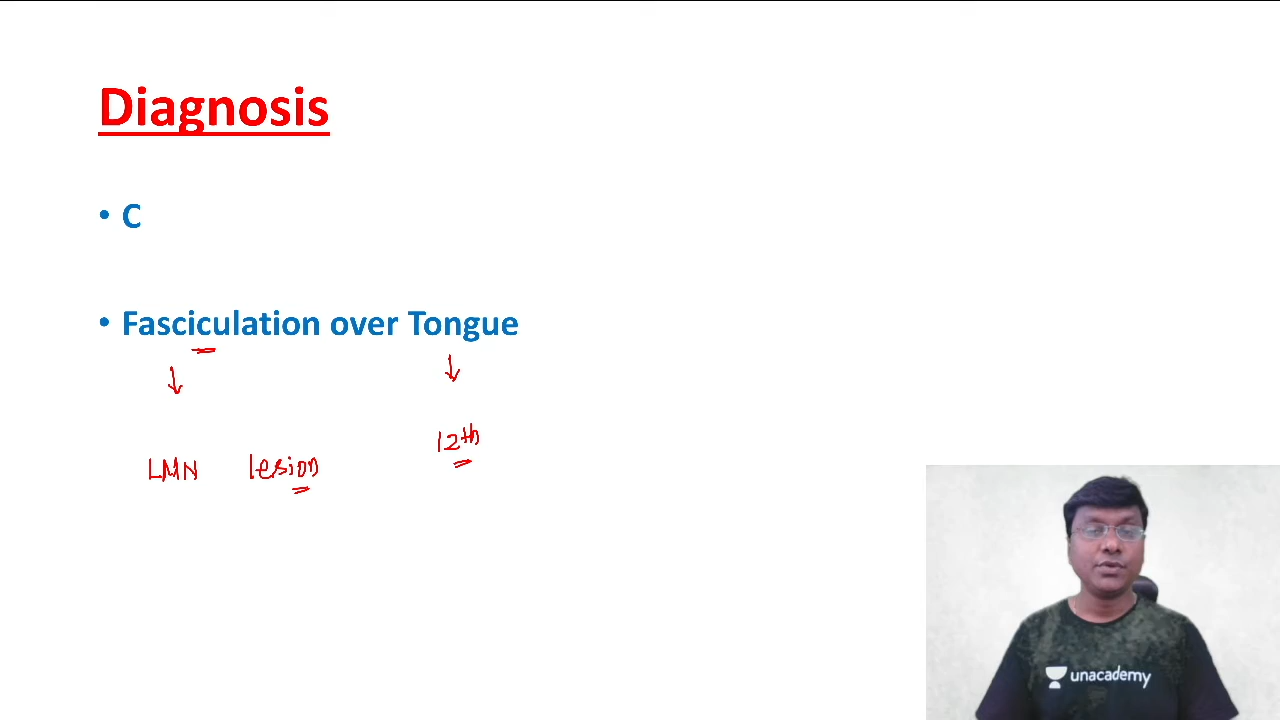 Diagnosis
• C
• Fasciculation over Tongue
12th
LMN lesion
unacademy